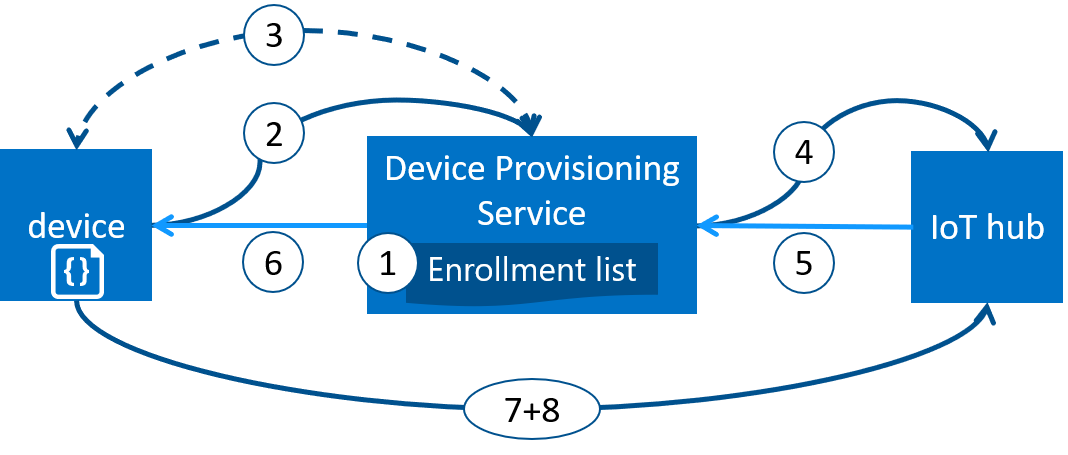 3
2
4
Device Provisioning
Service
device
{}
IoT hub
6
1
Enrollment list
5
7+8